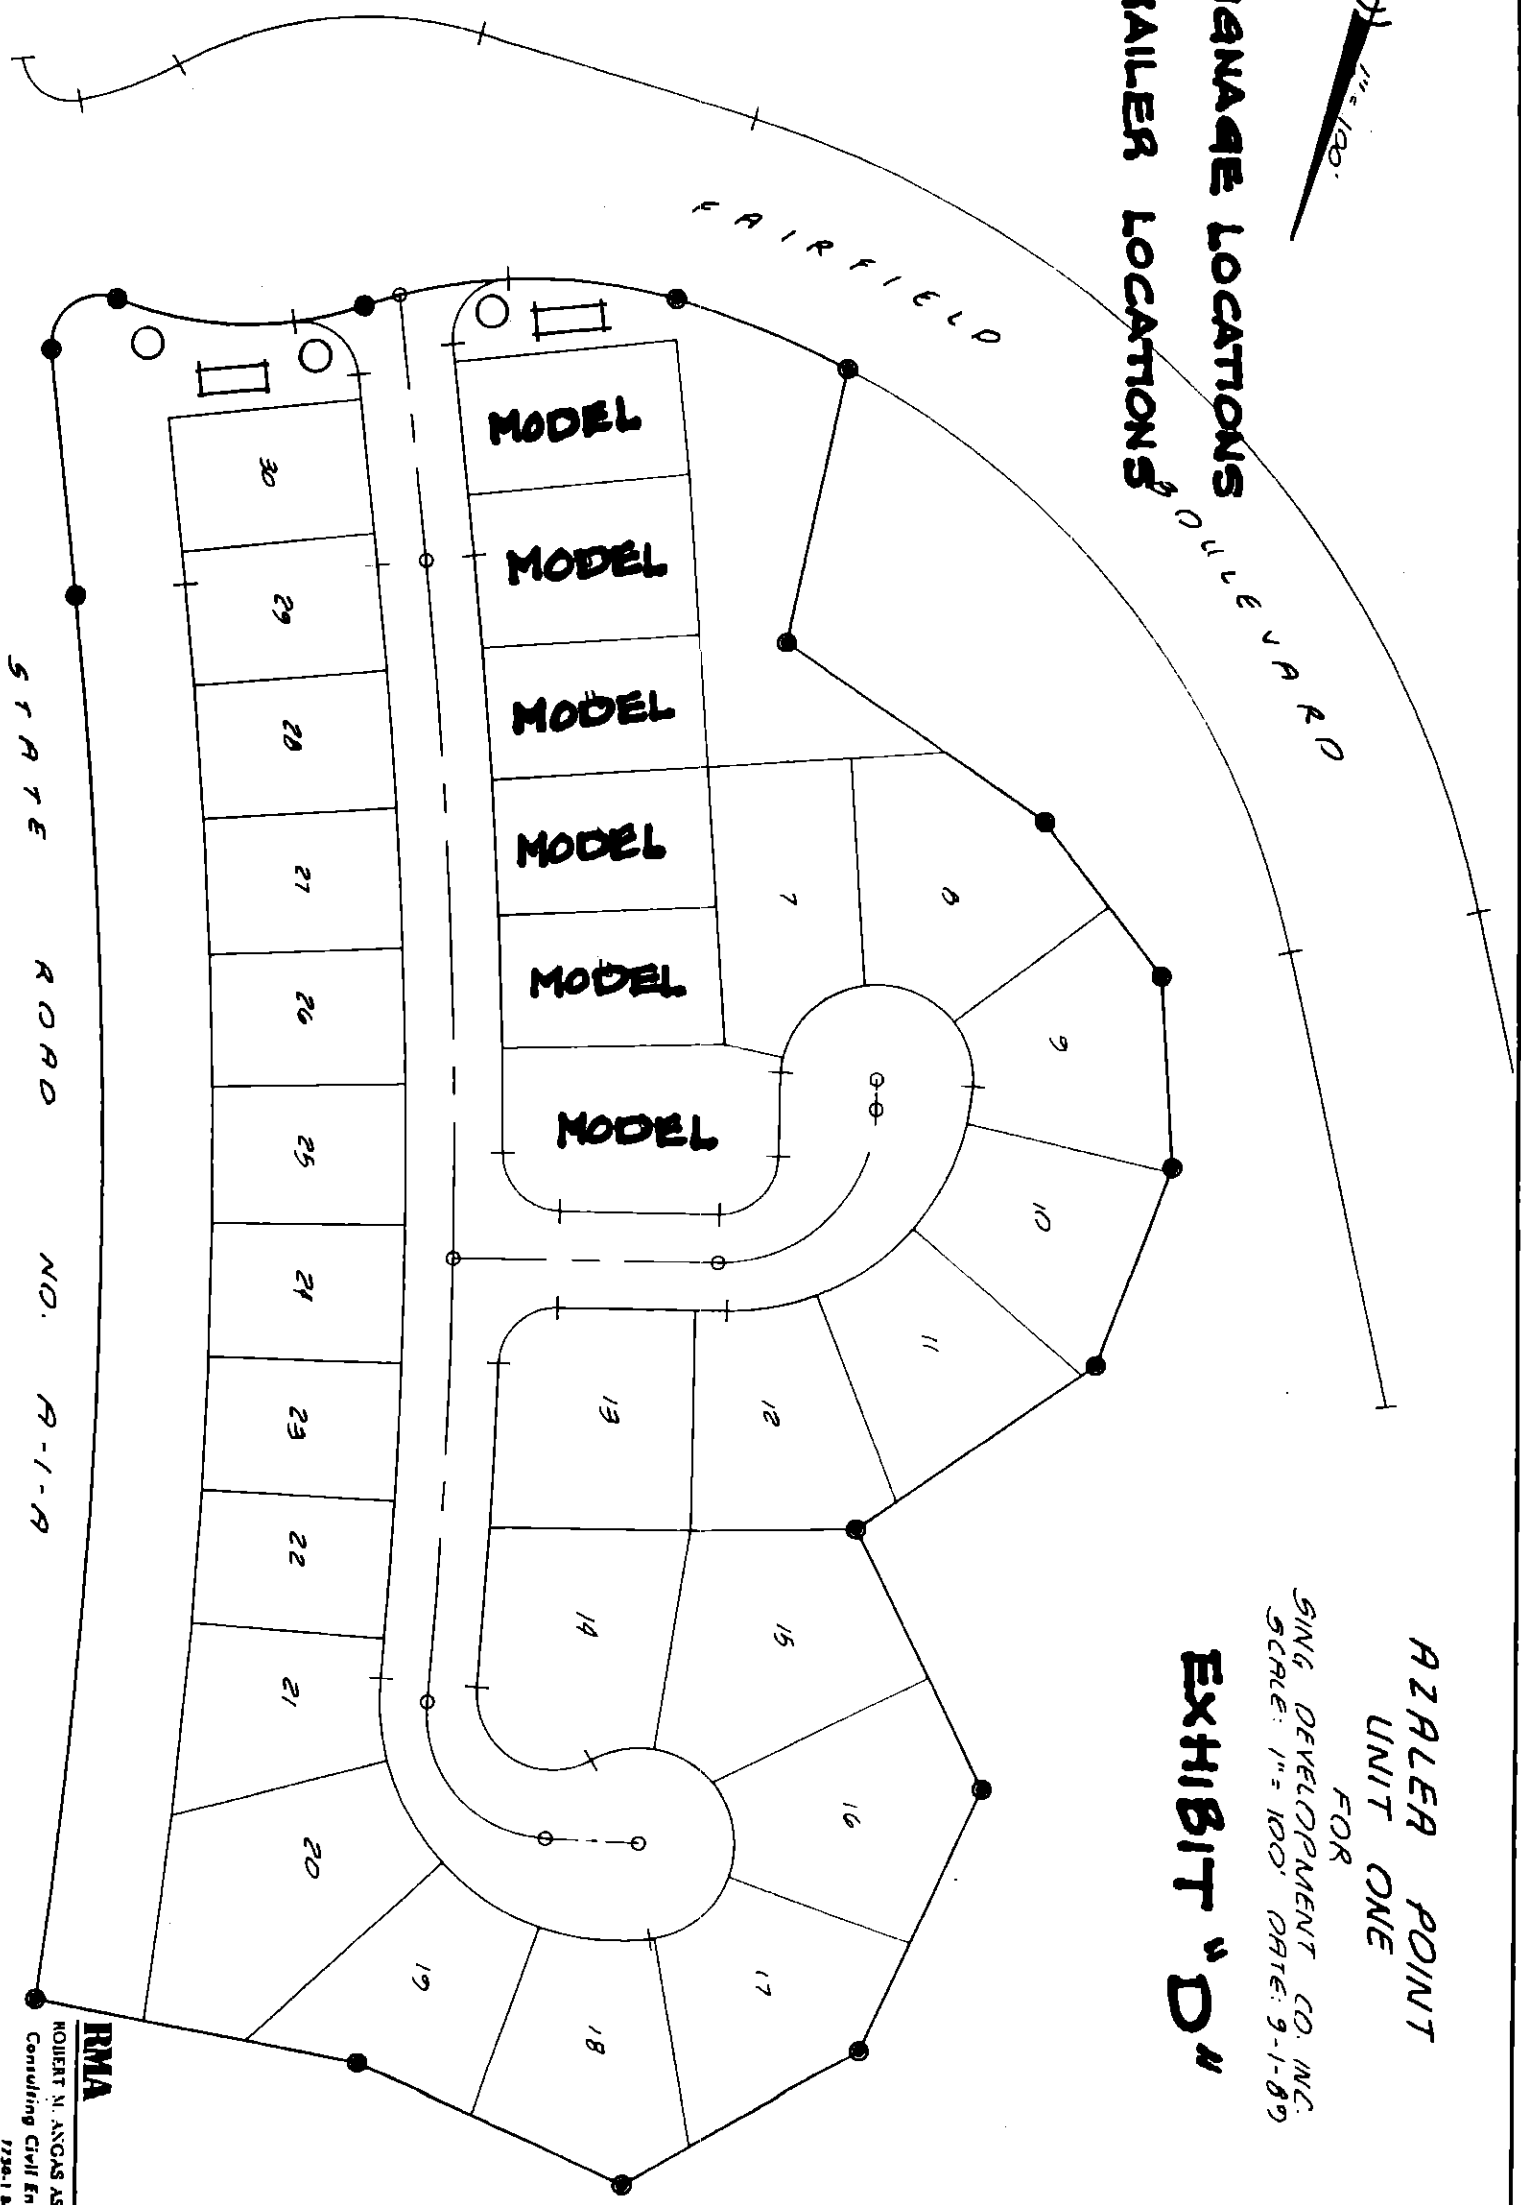 1"= 100'
IGNAGE LOCATIONS
RAILER LOCATIONS
FAIRFIELD BOULEVARD
AZALEA POINT
UNIT ONE
FOR
SING DEVELOPMENT CO. INC.
SCALE: 1"= 100' DATE: 9-1-89
EXHIBIT "D"
MODEL
MODEL
MODEL
MODEL
MODEL
MODEL
7
8
9
10
11
12
13
14
15
16
17
18
19
20
21
22
23
24
25
26
27
28
29
30
STATE ROAD NO. A-1-A
RMA
ROBERT M. ANGAS AS
Consulting Civil En